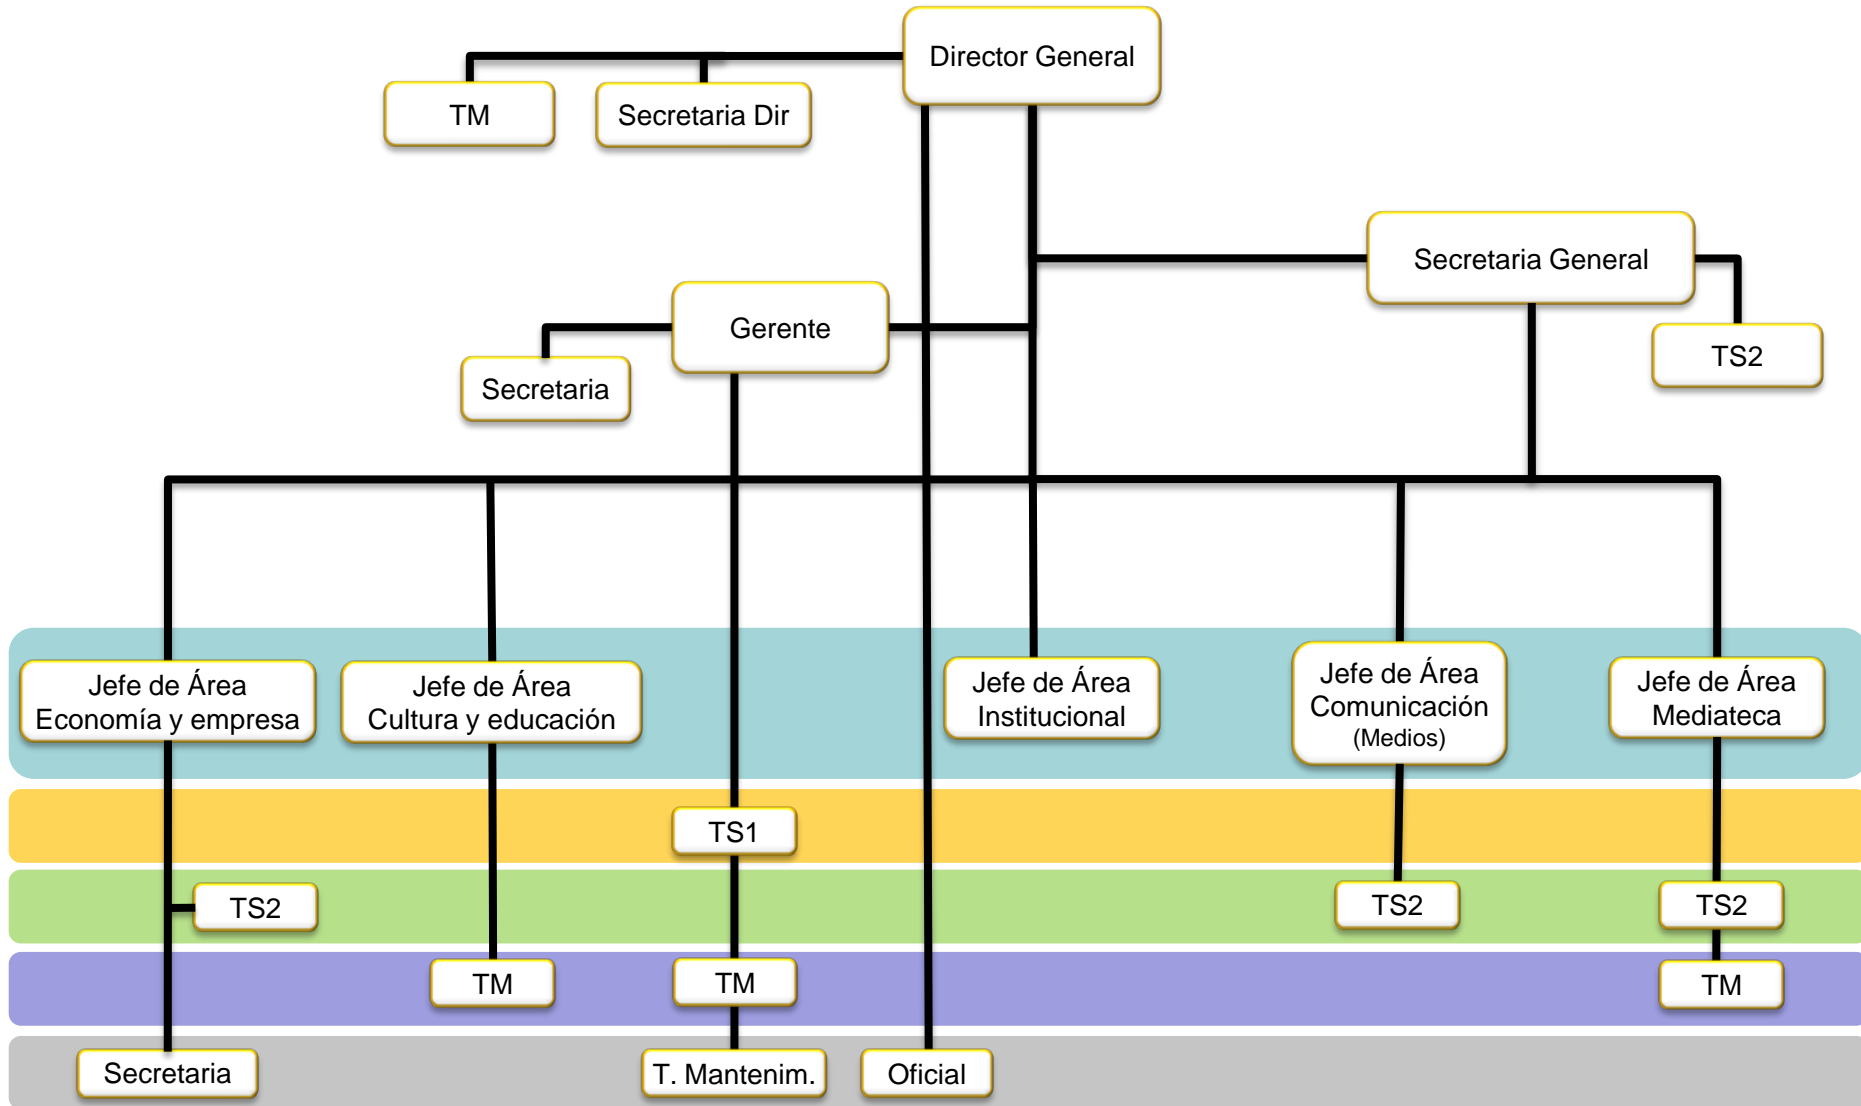 Director General
TM
Secretaria Dir
Secretaria General
Gerente
TS2
Secretaria
Jefe de Área
Economía y empresa
Jefe de Área
Cultura y educación
Jefe de Área
Institucional
Jefe de Área
Comunicación
(Medios)
Jefe de Área
Mediateca
TS1
TS2
TS2
TS2
TM
TM
TM
Secretaria
T. Mantenim.
Oficial